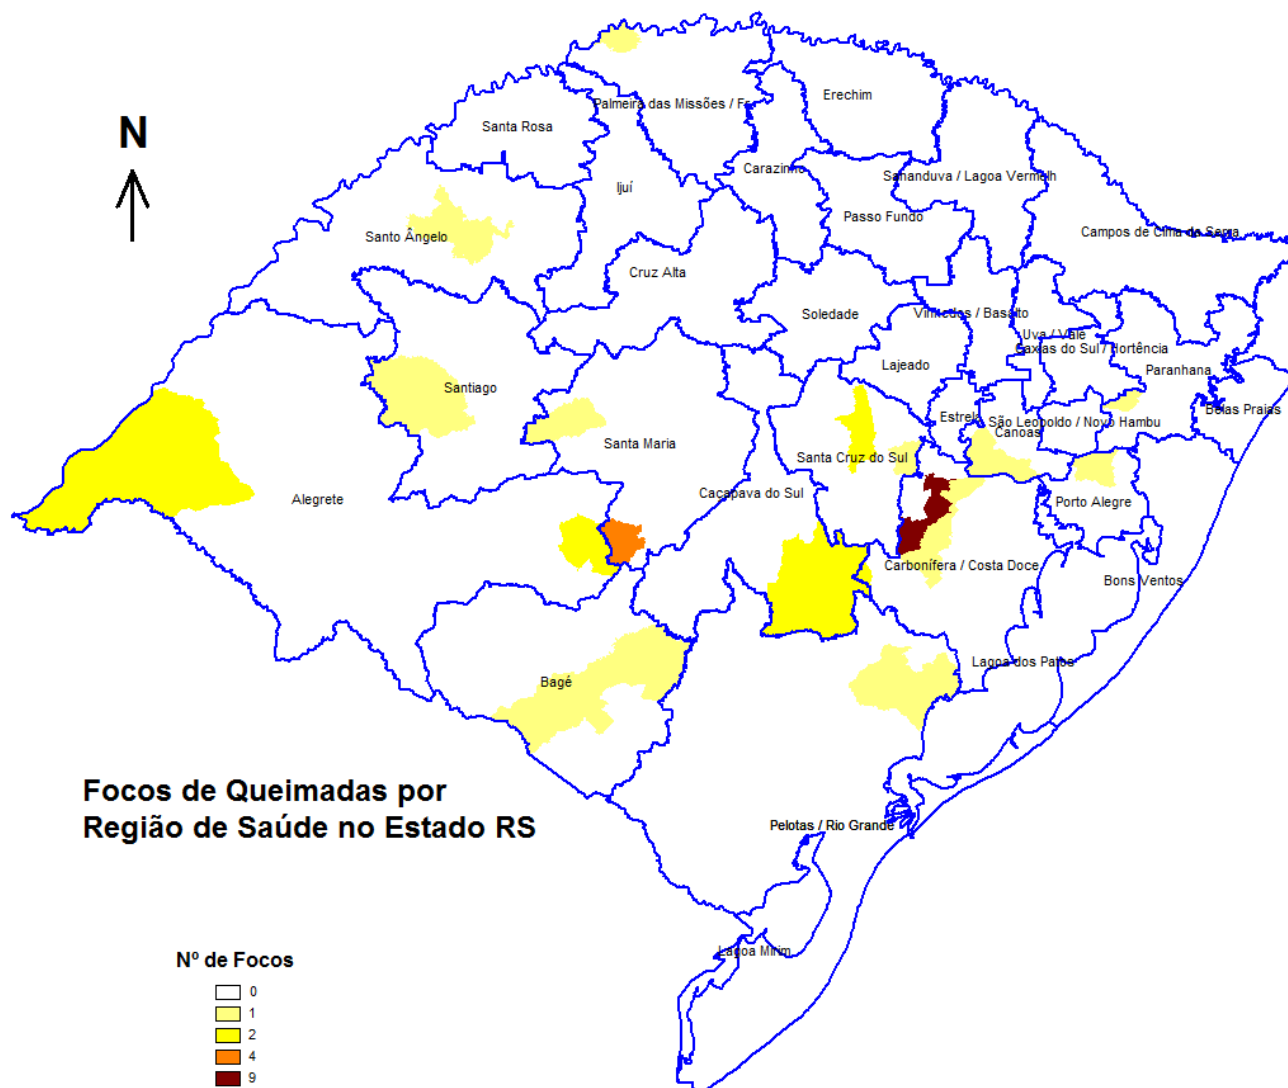 Erechim
Palmeira das Missões / Fr
N
Santa Rosa
Carazinho
Sananduva / Lagoa Vermelh
Ijuí
Passo Fundo
Santo Ângelo
Campos de Cima da Serra
Cruz Alta
Soledade
Vinhedos / Basalto
Uva / Vale
Caxias do Sul / Hortência
Lajeado
Paranhana
Santiago
Belas Praias
Estrela
São Leopoldo / Novo Hambu
Canoas
Santa Maria
Santa Cruz do Sul
Caçapava do Sul
Alegrete
Porto Alegre
Carbonífera / Costa Doce
Bons Ventos
Lagoa dos Patos
Bagé
Focos de Queimadas por
Região de Saúde no Estado RS
Pelotas / Rio Grande
Lagoa Mirim
Nº de Focos
0
1
2
4
9